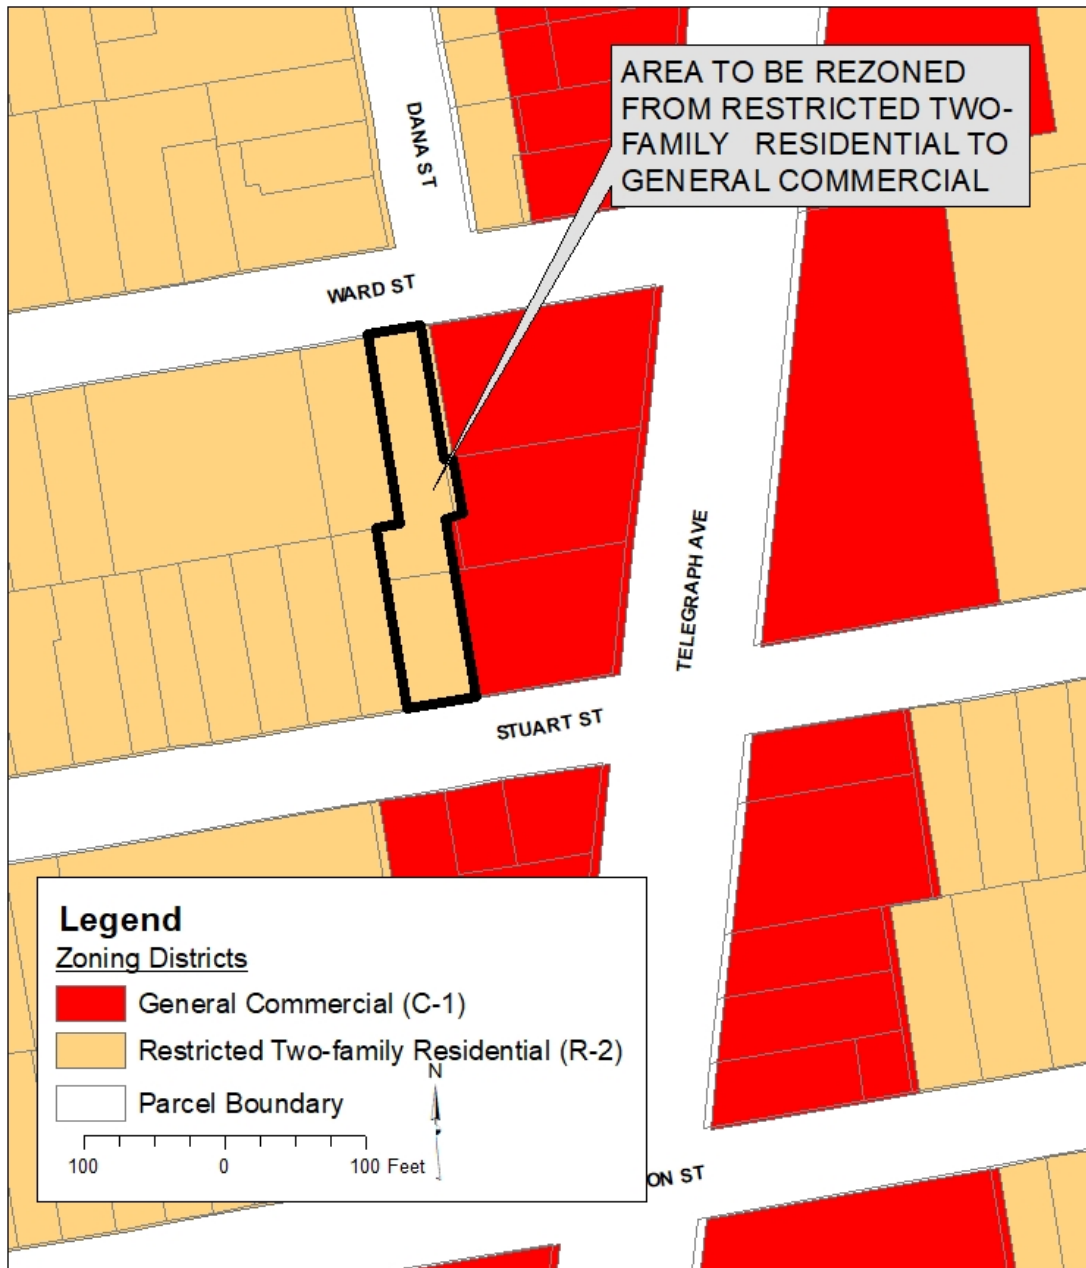 AREA TO BE REZONED
FROM RESTRICTED TWO-
FAMILY RESIDENTIAL TO
GENERAL COMMERCIAL
DANA ST
WARD ST
TELEGRAPH AVE
STUART ST
Legend
Zoning Districts
General Commercial (C-1)
Restricted Two-family Residential (R-2)
Parcel Boundary
N
100 0 100 Feet
ON ST